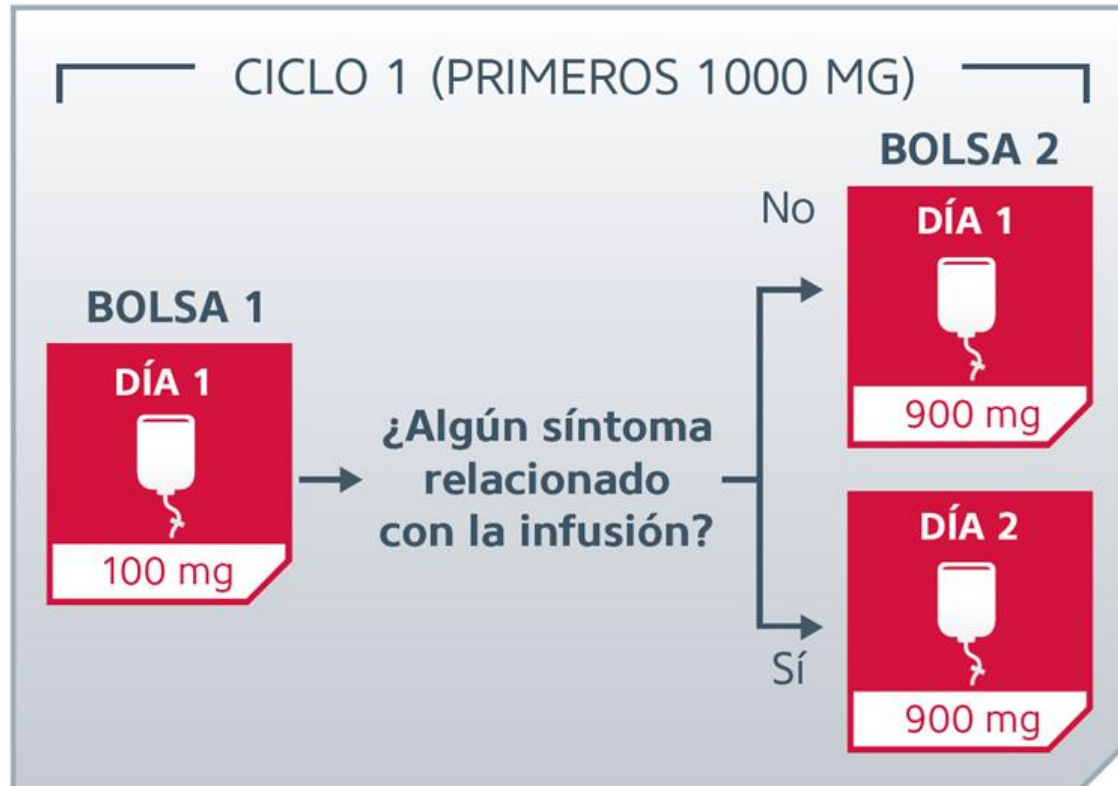 CICLO 1 (PRIMEROS 1000 MG)
BOLSA 1
DÍA 1
100 mg
¿Algún síntoma
relacionado
con la infusión?
No
BOLSA 2
DÍA 1
900 mg
Sí
DÍA 2
900 mg